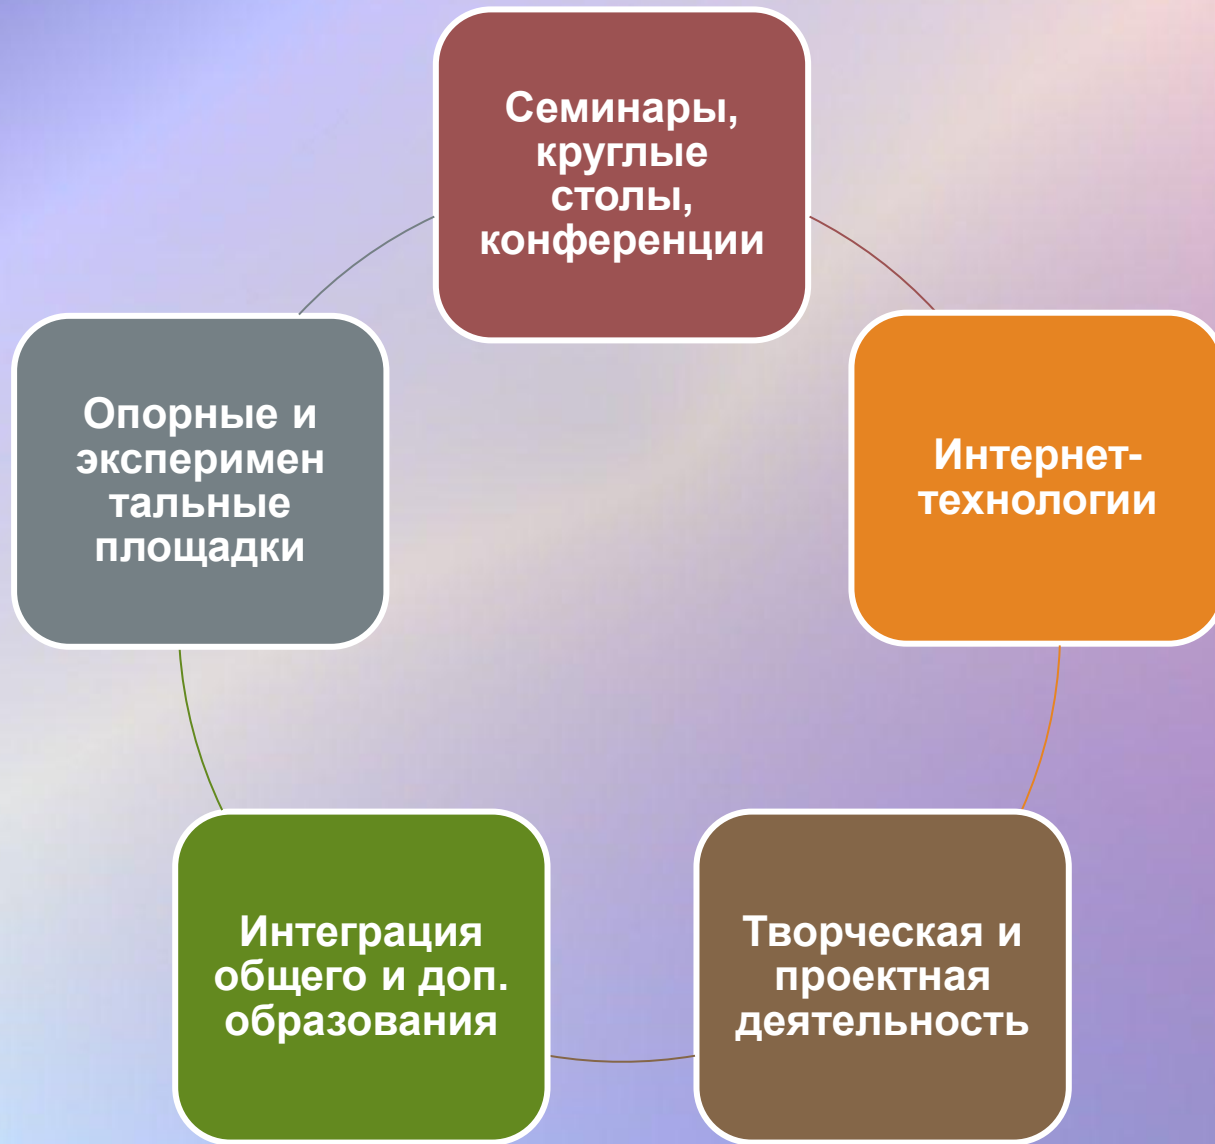 Семинары,
круглые
столы,
конференции
Интернет-
технологии
Творческая и
проектная
деятельность
Интеграция
общего и доп.
образования
Опорные и
эксперимен
тальные
площадки